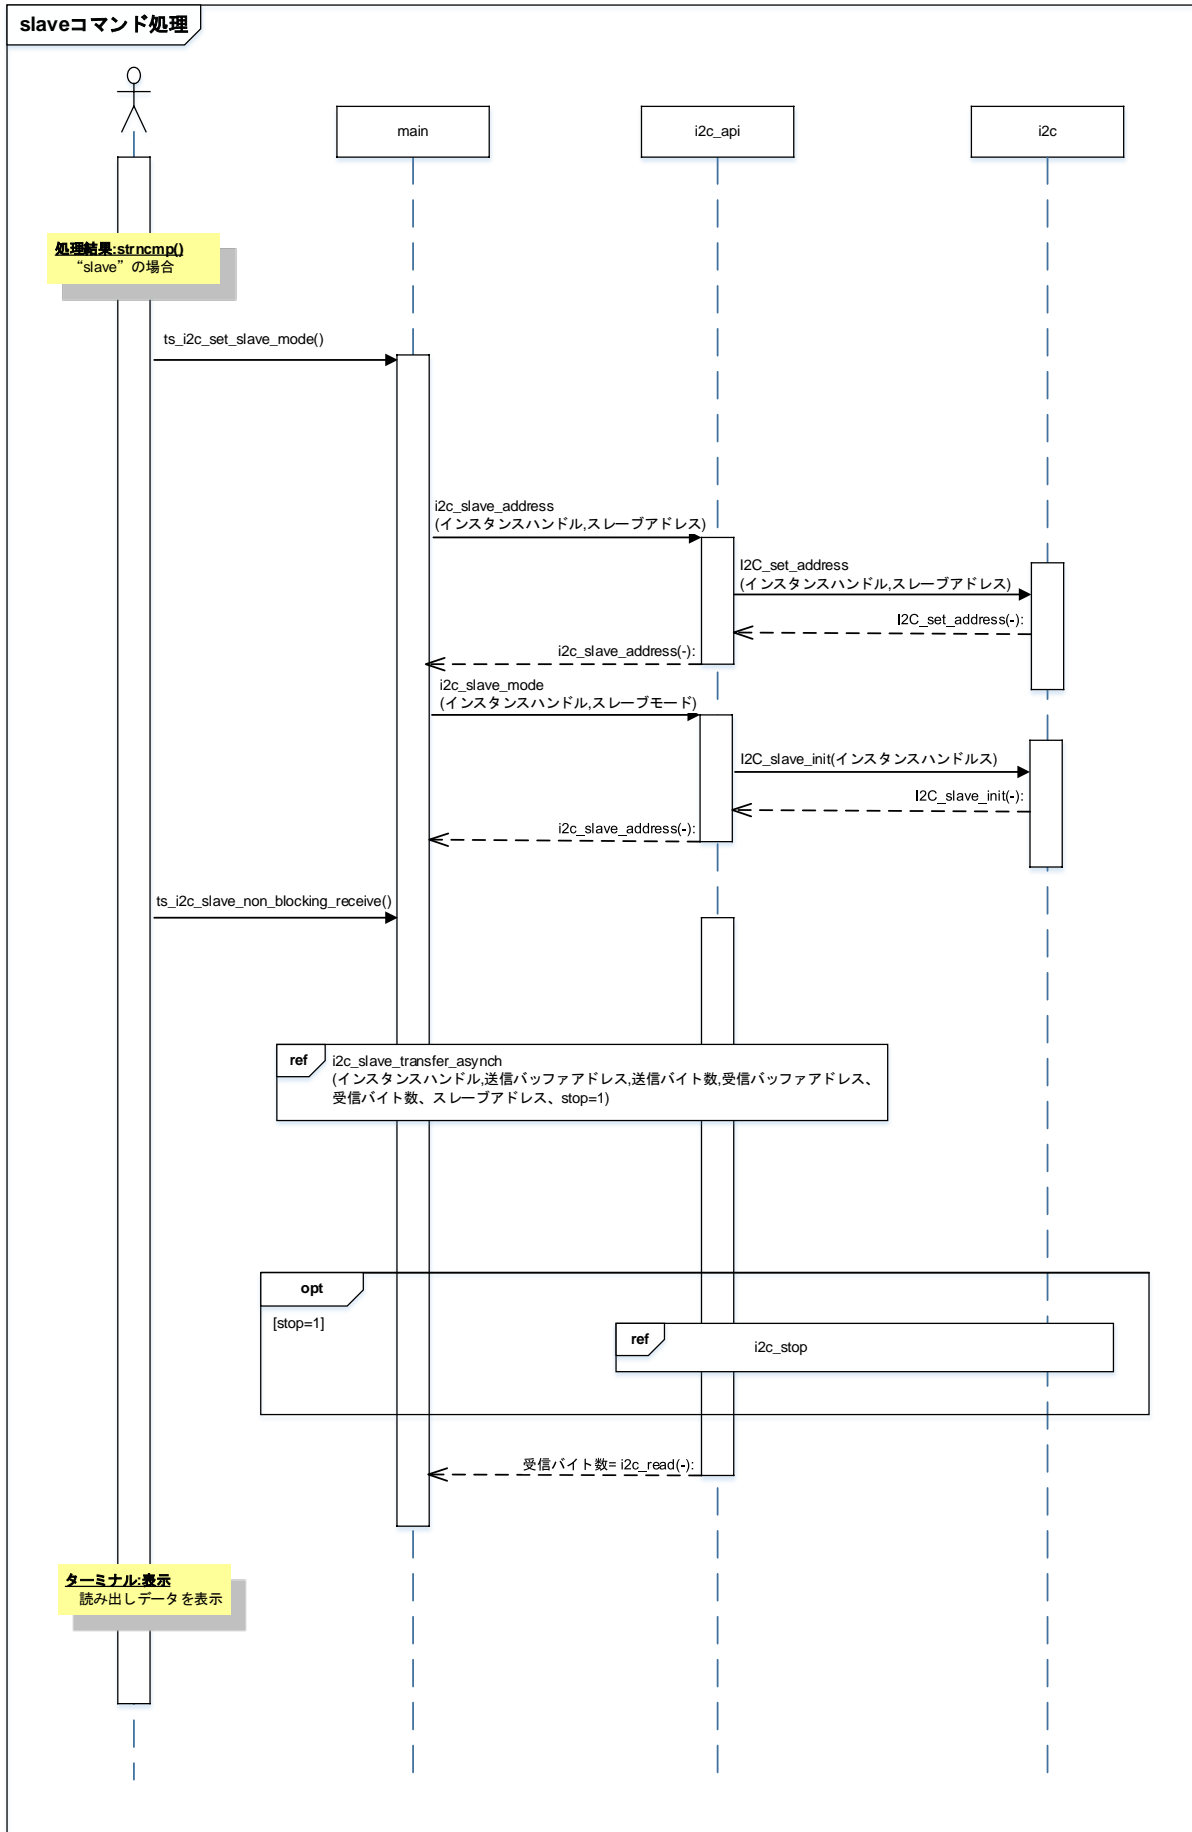 slaveコマンド処理
main
i2c_api
i2c
処理結果:strncmp()
“slave”の場合
ts_i2c_set_slave_mode()
i2c_slave_address
(インスタンスハンドル,スレーブアドレス)
I2C_set_address
(インスタンスハンドル,スレーブアドレス)
I2C_set_address(-):
i2c_slave_address(-):
i2c_slave_mode
(インスタンスハンドル,スレーブモード)
I2C_slave_init(インスタンスハンドルス)
I2C_slave_init(-):
i2c_slave_address(-):
ts_i2c_slave_non_blocking_receive()
ref
i2c_slave_transfer_asynch
(インスタンスハンドル,送信バッファアドレス,送信バイト数,受信バッファアドレス、
受信バイト数、スレーブアドレス、stop=1)
opt
[stop=1]
ref
i2c_stop
受信バイト数= i2c_read(-):
ターミナル:表示
読み出しデータを表示